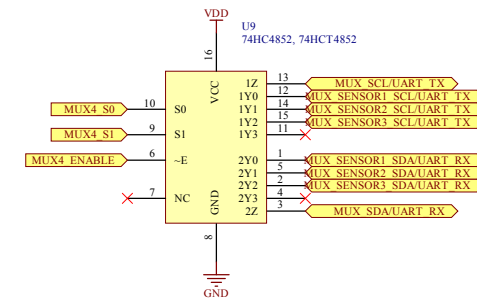 VDD
U9
74HC4852, 74HCT4852
16
VCC
1Z 13 MUX_SCL/UART_TX
1Y0 12 MUX_SENSOR1_SCL/UART_TX
MUX4_S0 10 S0 1Y1 14 MUX_SENSOR2_SCL/UART_TX
1Y2 15 MUX_SENSOR3_SCL/UART_TX
MUX4_S1 9 S1 1Y3 11
MUX4_ENABLE 6 ~E 2Y0 1 MUX_SENSOR1_SDA/UART_RX
2Y1 5 MUX_SENSOR2_SDA/UART_RX
7 NC 2Y2 2 MUX_SENSOR3_SDA/UART_RX
2Y3 4
2Z 3 MUX_SDA/UART_RX
GND
8
GND